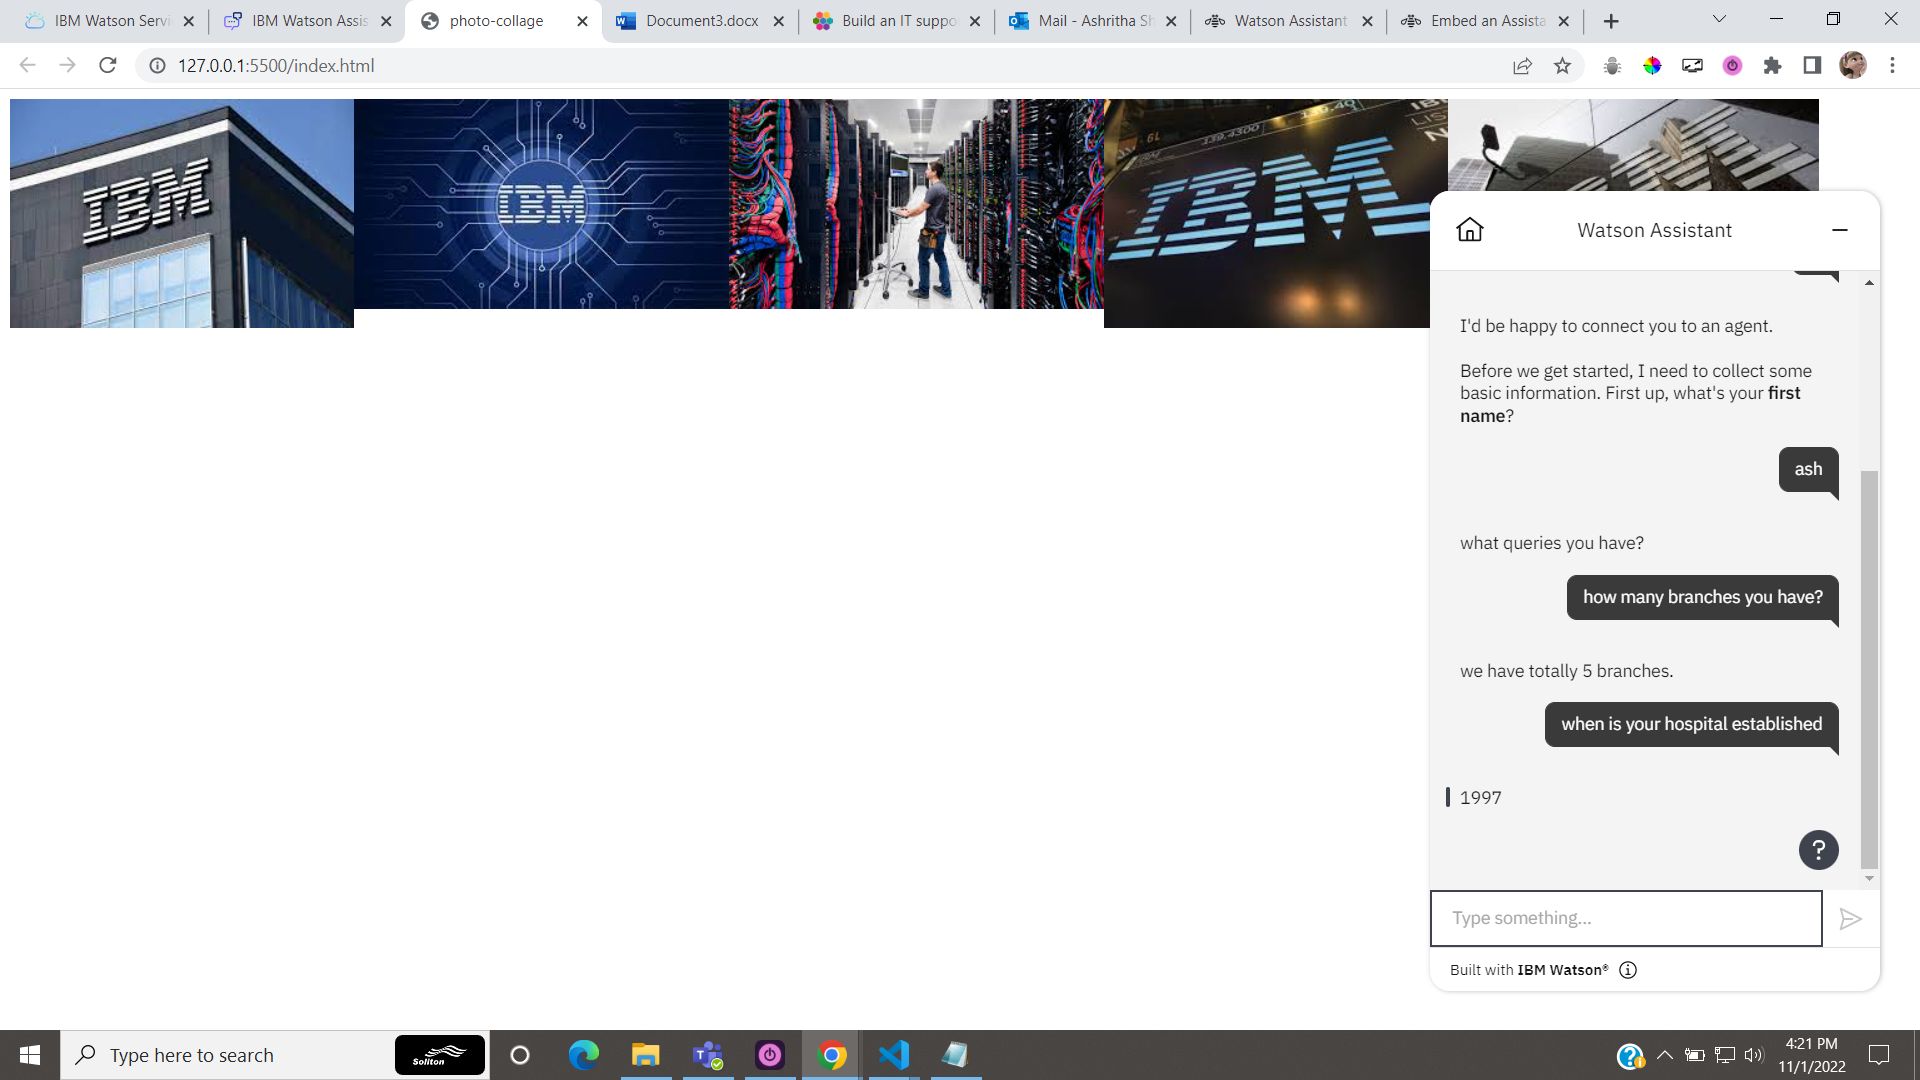 IBM Watson Servi
IBM Watson Assis
photo-collage
Document3.docx
Build an IT suppo
Mail - Ashritha Sh
Watson Assistant
Embed an Assista
127.0.0.1:5500/index.html
IBM
IBM
139.4300
IBM
LIS
N
IBM
Watson Assistant
I'd be happy to connect you to an agent.
Before we get started, I need to collect some
basic information. First up, what's your first
name?
ash
what queries you have?
how many branches you have?
we have totally 5 branches.
when is your hospital established
1997
?
Type something...
Built with IBM Watson®
Type here to search
Soliton
4:21 PM
11/1/2022